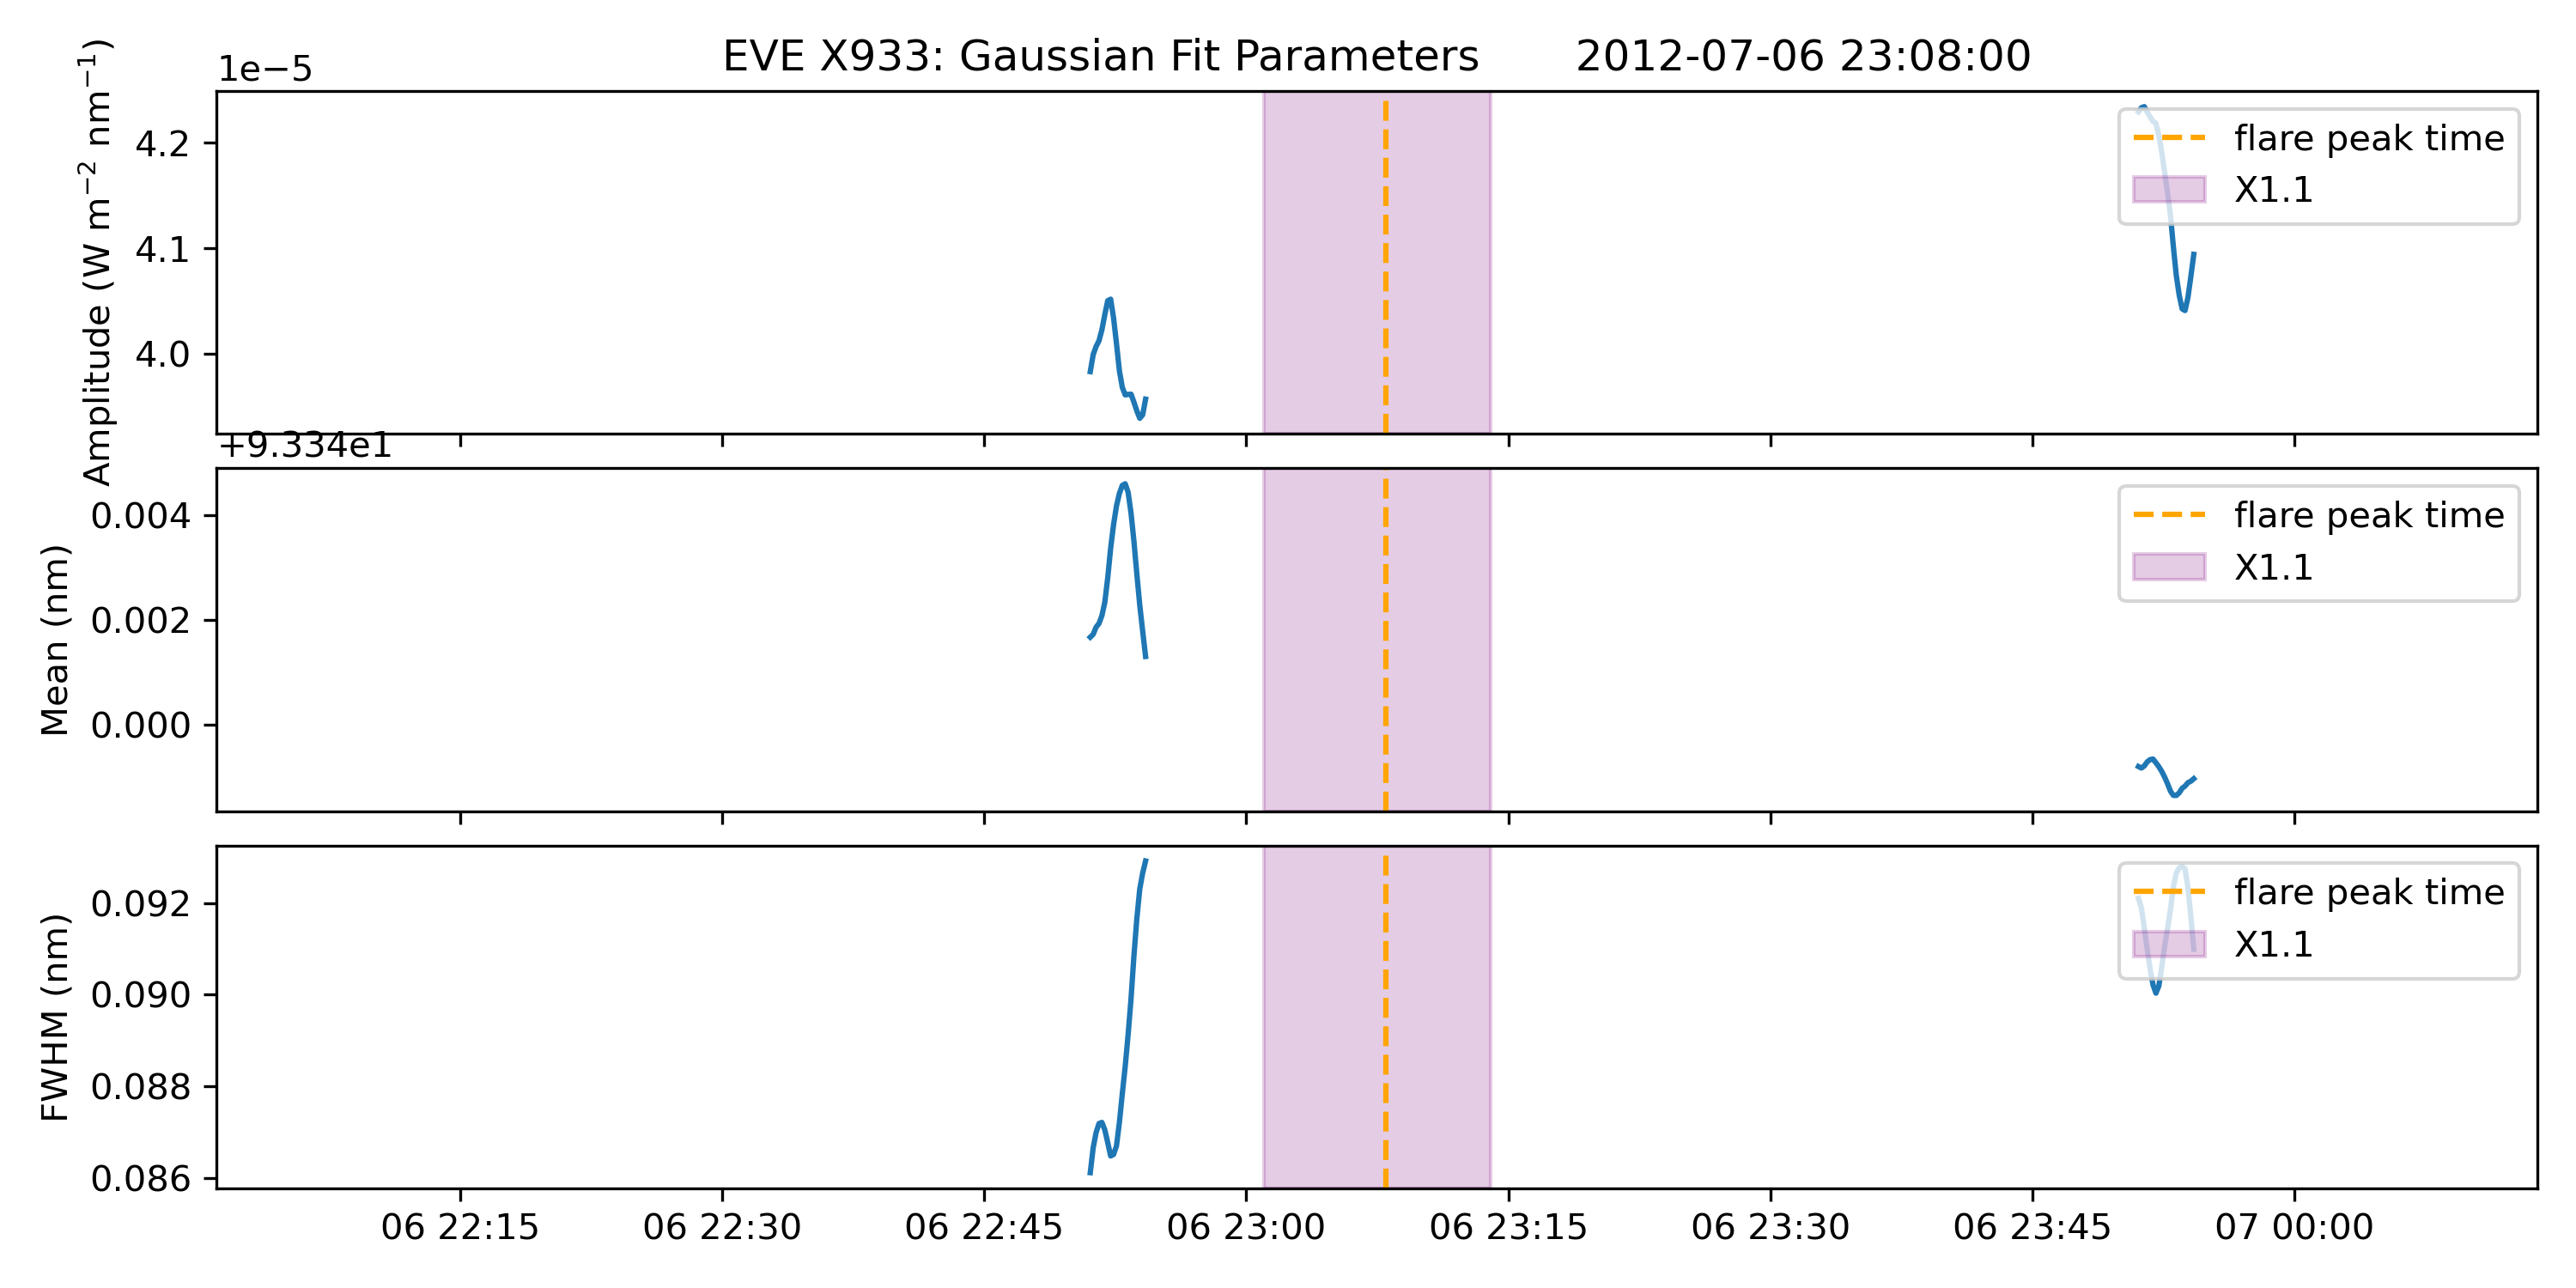 EVE X933: Gaussian Fit Parameters 2012-07-06 23:08:00
1e−5
Amplitude (W m⁻² nm⁻¹)
4.2
4.1
4.0
flare peak time
X1.1
+9.334e1
Mean (nm)
0.004
0.002
0.000
flare peak time
X1.1
FWHM (nm)
0.092
0.090
0.088
0.086
flare peak time
X1.1
06 22:15 06 22:30 06 22:45 06 23:00 06 23:15 06 23:30 06 23:45 07 00:00